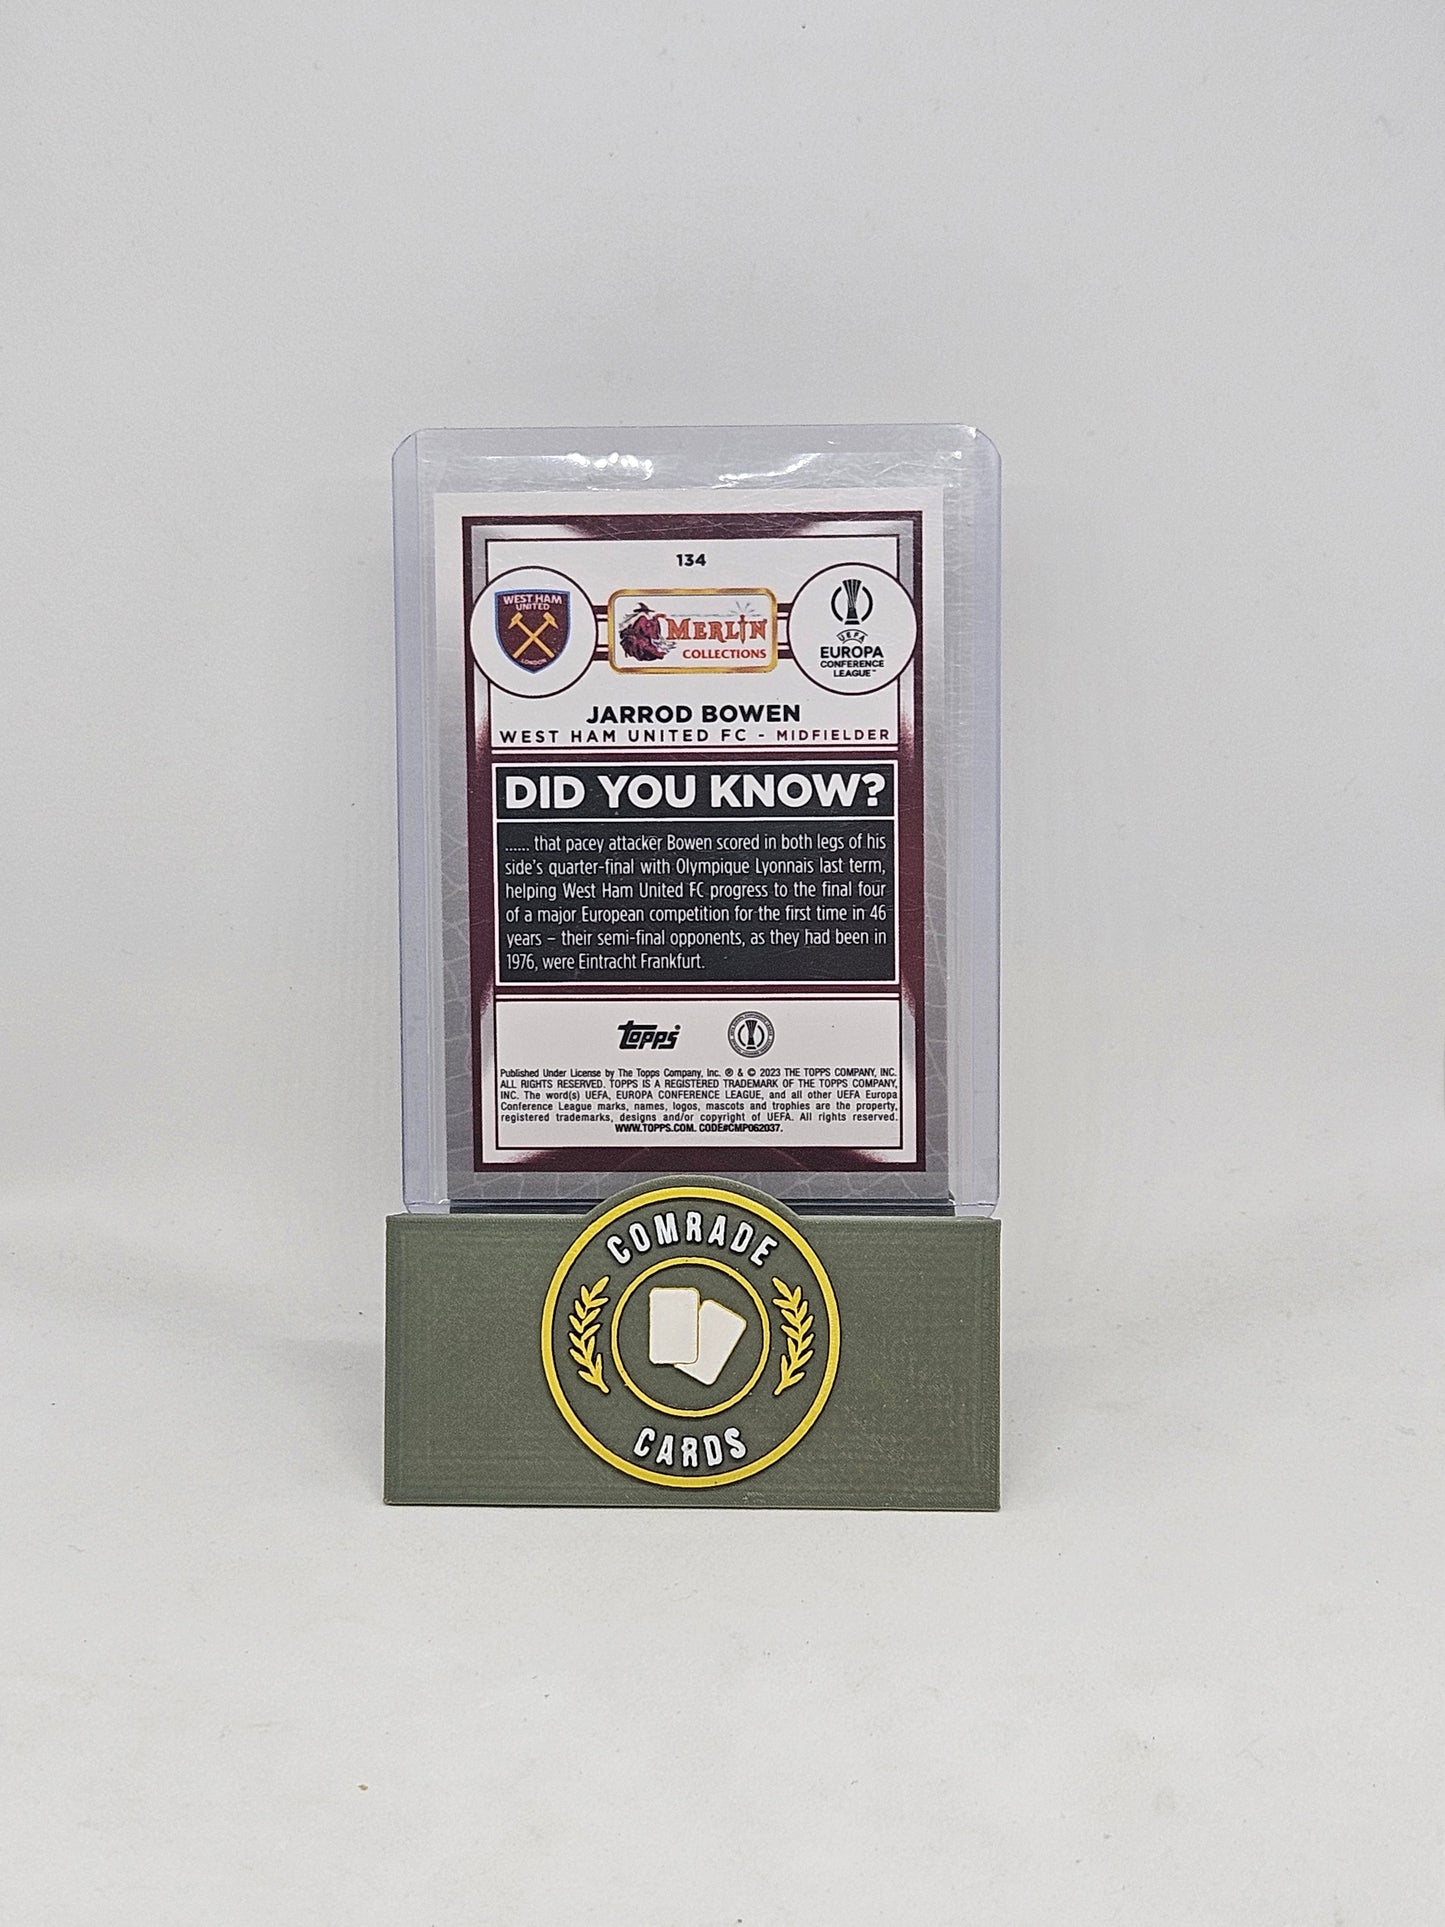 134
WEST HAM
UNITED
LONDON
MERLIN
COLLECTIONS
UEFA
EUROPA
CONFERENCE
LEAGUE™
JARROD BOWEN
WEST HAM UNITED FC - MIDFIELDER
DID YOU KNOW?
...... that pacey attacker Bowen scored in both legs of his
side's quarter-final with Olympique Lyonnais last term,
helping West Ham United FC progress to the final four
of a major European competition for the first time in 46
years – their semi-final opponents, as they had been in
1976, were Eintracht Frankfurt.
topps
Published Under License by The Topps Company, Inc. ® & © 2023 THE TOPPS COMPANY, INC.
ALL RIGHTS RESERVED. TOPPS IS A REGISTERED TRADEMARK OF THE TOPPS COMPANY,
INC. The word(s) UEFA, EUROPA CONFERENCE LEAGUE, and all other UEFA Europa
Conference League marks, names, logos, mascots and trophies are the property,
registered trademarks, designs and/or copyright of UEFA. All rights reserved.
WWW.TOPPS.COM. CODE#CMP062037.
COMRADE
CARDS